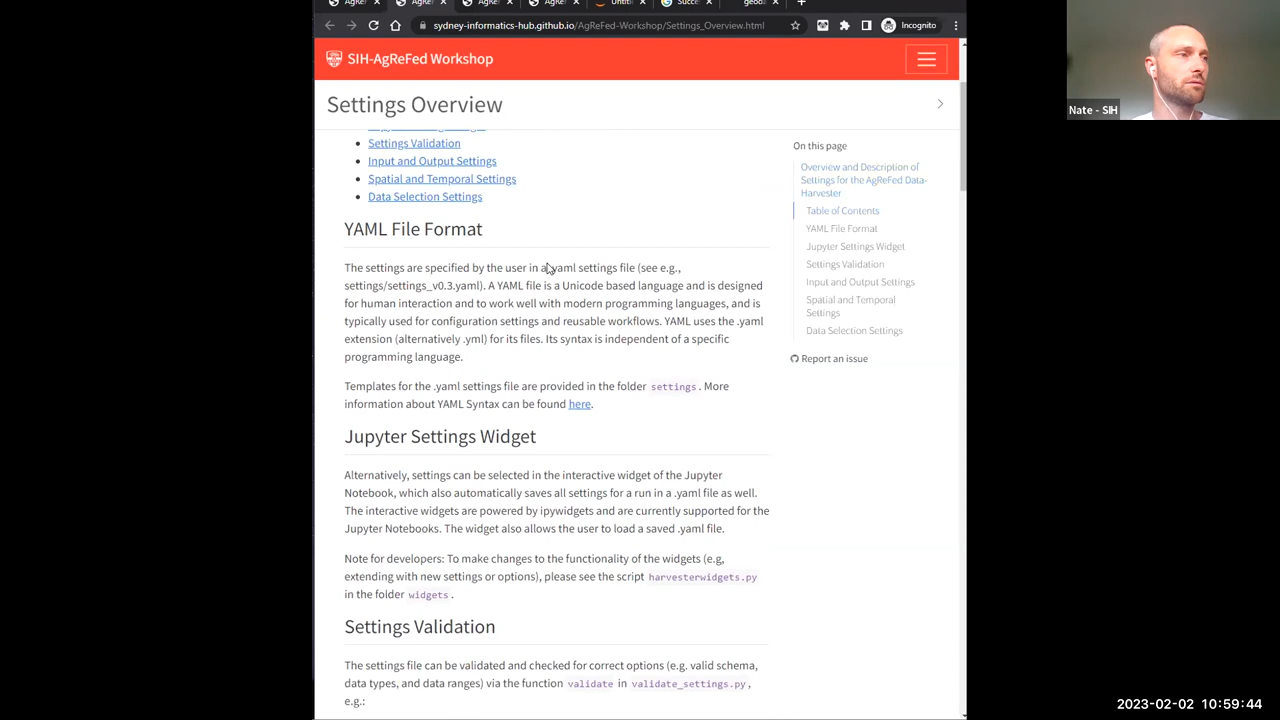 AgRef
AgRef
AgRef
AgRef
Untit
Succe
geod
sydney-informatics-hub.github.io/AgReFed-Workshop/Settings_Overview.html
Incognito
SIH-AgReFed Workshop
Settings Overview
Settings Validation
Input and Output Settings
Spatial and Temporal Settings
Data Selection Settings
YAML File Format
The settings are specified by the user in a yaml settings file (see e.g.,
settings/settings_v0.3.yaml). A YAML file is a Unicode based language and is designed
for human interaction and to work well with modern programming languages, and is
typically used for configuration settings and reusable workflows. YAML uses the .yaml
extension (alternatively .yml) for its files. Its syntax is independent of a specific
programming language.
Templates for the .yaml settings file are provided in the folder settings. More
information about YAML Syntax can be found here.
Jupyter Settings Widget
Alternatively, settings can be selected in the interactive widget of the Jupyter
Notebook, which also automatically saves all settings for a run in a .yaml file as well.
The interactive widgets are powered by ipywidgets and are currently supported for the
Jupyter Notebooks. The widget also allows the user to load a saved .yaml file.
Note for developers: To make changes to the functionality of the widgets (e.g,
extending with new settings or options), please see the script harvesterwidgets.py
in the folder widgets.
Settings Validation
The settings file can be validated and checked for correct options (e.g. valid schema,
data types, and data ranges) via the function validate in validate_settings.py,
e.g.:
On this page
Overview and Description of
Settings for the AgReFed Data-
Harvester
Table of Contents
YAML File Format
Jupyter Settings Widget
Settings Validation
Input and Output Settings
Spatial and Temporal
Settings
Data Selection Settings
Report an issue
Nate - SIH
2023-02-02 10:59:44